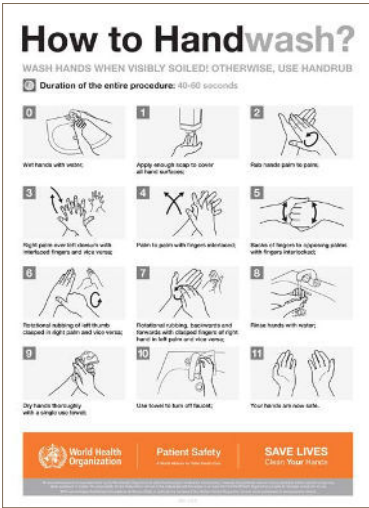 How to Handwash?
WASH HANDS WHEN VISIBLY SOILED! OTHERWISE, USE HANDRUB
Duration of the entire procedure: 40-60 seconds
0
Wet hands with water;
1
Apply enough soap to cover
all hand surfaces;
2
Rub hands palm to palm;
3
Right palm over left dorsum with
interlaced fingers and vice versa;
4
Palm to palm with fingers interlaced;
5
Backs of fingers to opposing palms
with fingers interlocked;
6
Rotational rubbing of left thumb
clasped in right palm and vice versa;
7
Rotational rubbing, backwards and
forwards with clasped fingers of right
hand in left palm and vice versa;
8
Rinse hands with water;
9
Dry hands thoroughly
with a single use towel;
10
Use towel to turn off faucet;
11
Your hands are now safe.
World Health
Organization
Patient Safety
A World Alliance for Safer Health Care
SAVE LIVES
Clean Your Hands